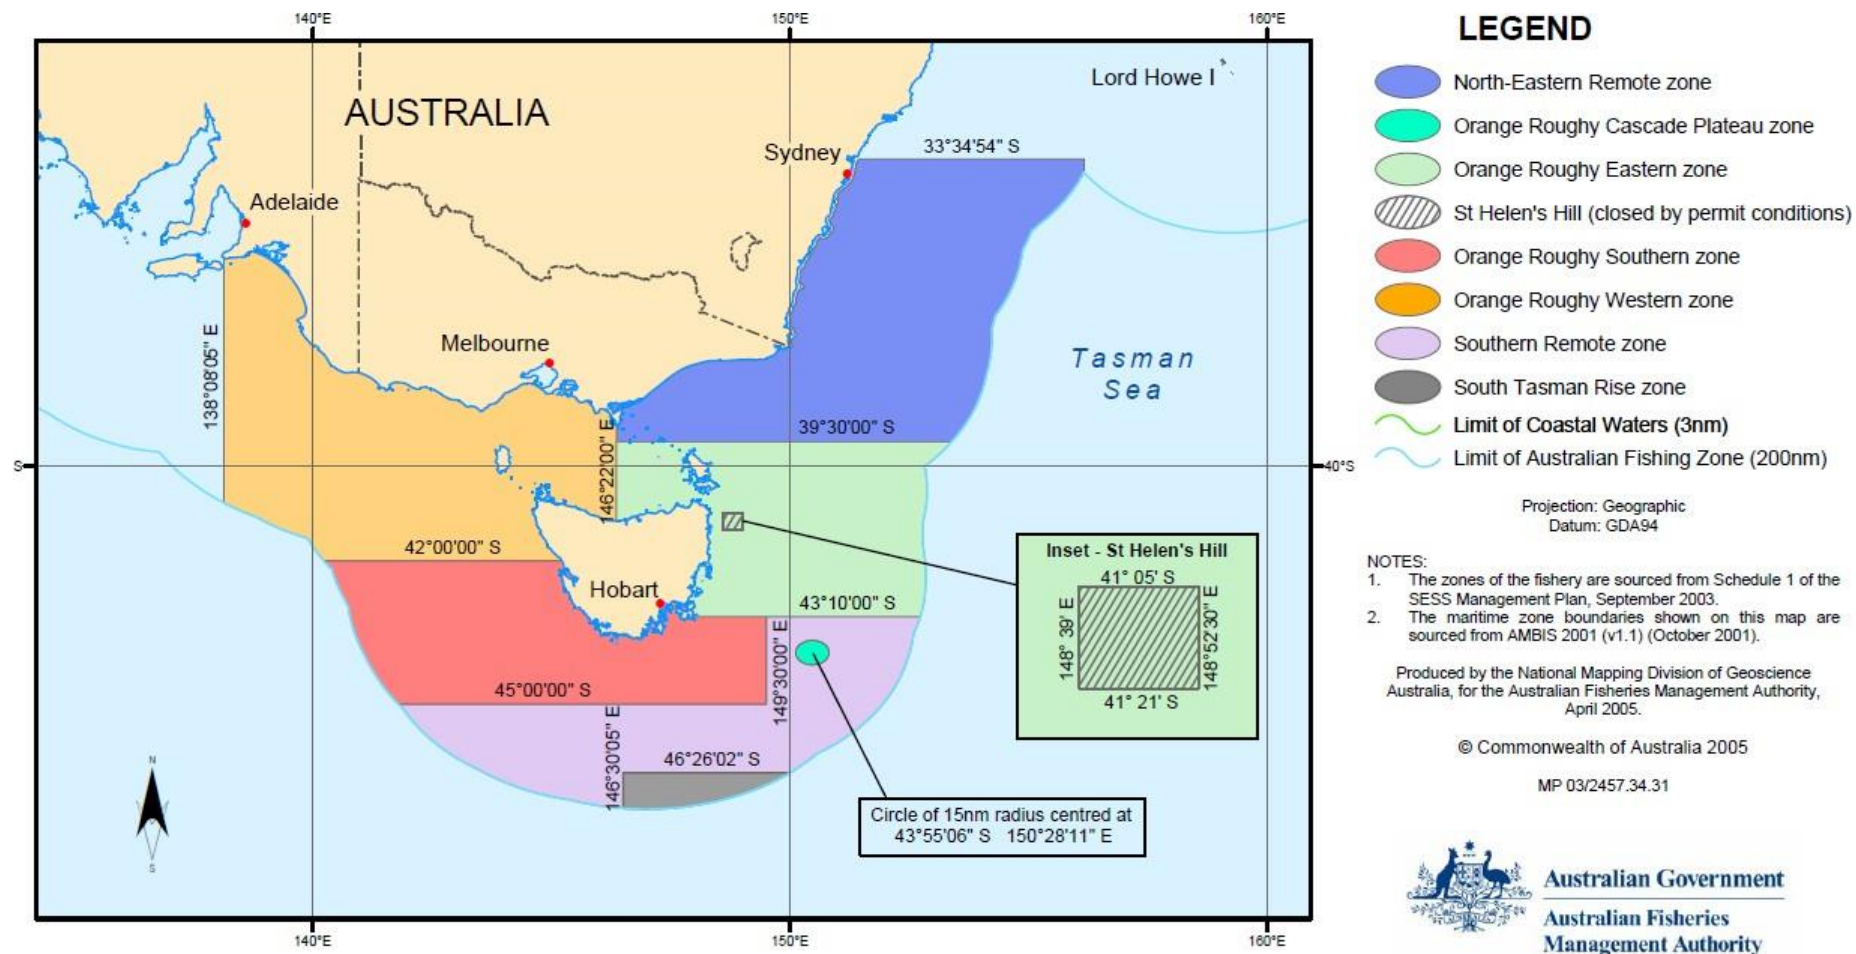 140°E
150°E
160°E
AUSTRALIA
Lord Howe I
Sydney
33°34'54" S
Adelaide
138°08'05" E
Melbourne
Tasman
Sea
39°30'00" S
146°22'00" E
S
40°S
42°00'00" S
Hobart
43°10'00" S
149°30'00" E
45°00'00" S
146°30'05" E
46°26'02" S
Inset - St Helen's Hill
41° 05' S
148° 39' E
148°52'30" E
41° 21' S
Circle of 15nm radius centred at
43°55'06" S 150°28'11" E
N
S
140°E
150°E
160°E
LEGEND
North-Eastern Remote zone
Orange Roughy Cascade Plateau zone
Orange Roughy Eastern zone
St Helen's Hill (closed by permit conditions)
Orange Roughy Southern zone
Orange Roughy Western zone
Southern Remote zone
South Tasman Rise zone
Limit of Coastal Waters (3nm)
Limit of Australian Fishing Zone (200nm)
Projection: Geographic
Datum: GDA94
NOTES:
1. The zones of the fishery are sourced from Schedule 1 of the
SESS Management Plan, September 2003.
2. The maritime zone boundaries shown on this map are
sourced from AMBIS 2001 (v1.1) (October 2001).
Produced by the National Mapping Division of Geoscience
Australia, for the Australian Fisheries Management Authority,
April 2005.
© Commonwealth of Australia 2005
MP 03/2457.34.31
Australian Government
Australian Fisheries
Management Authority